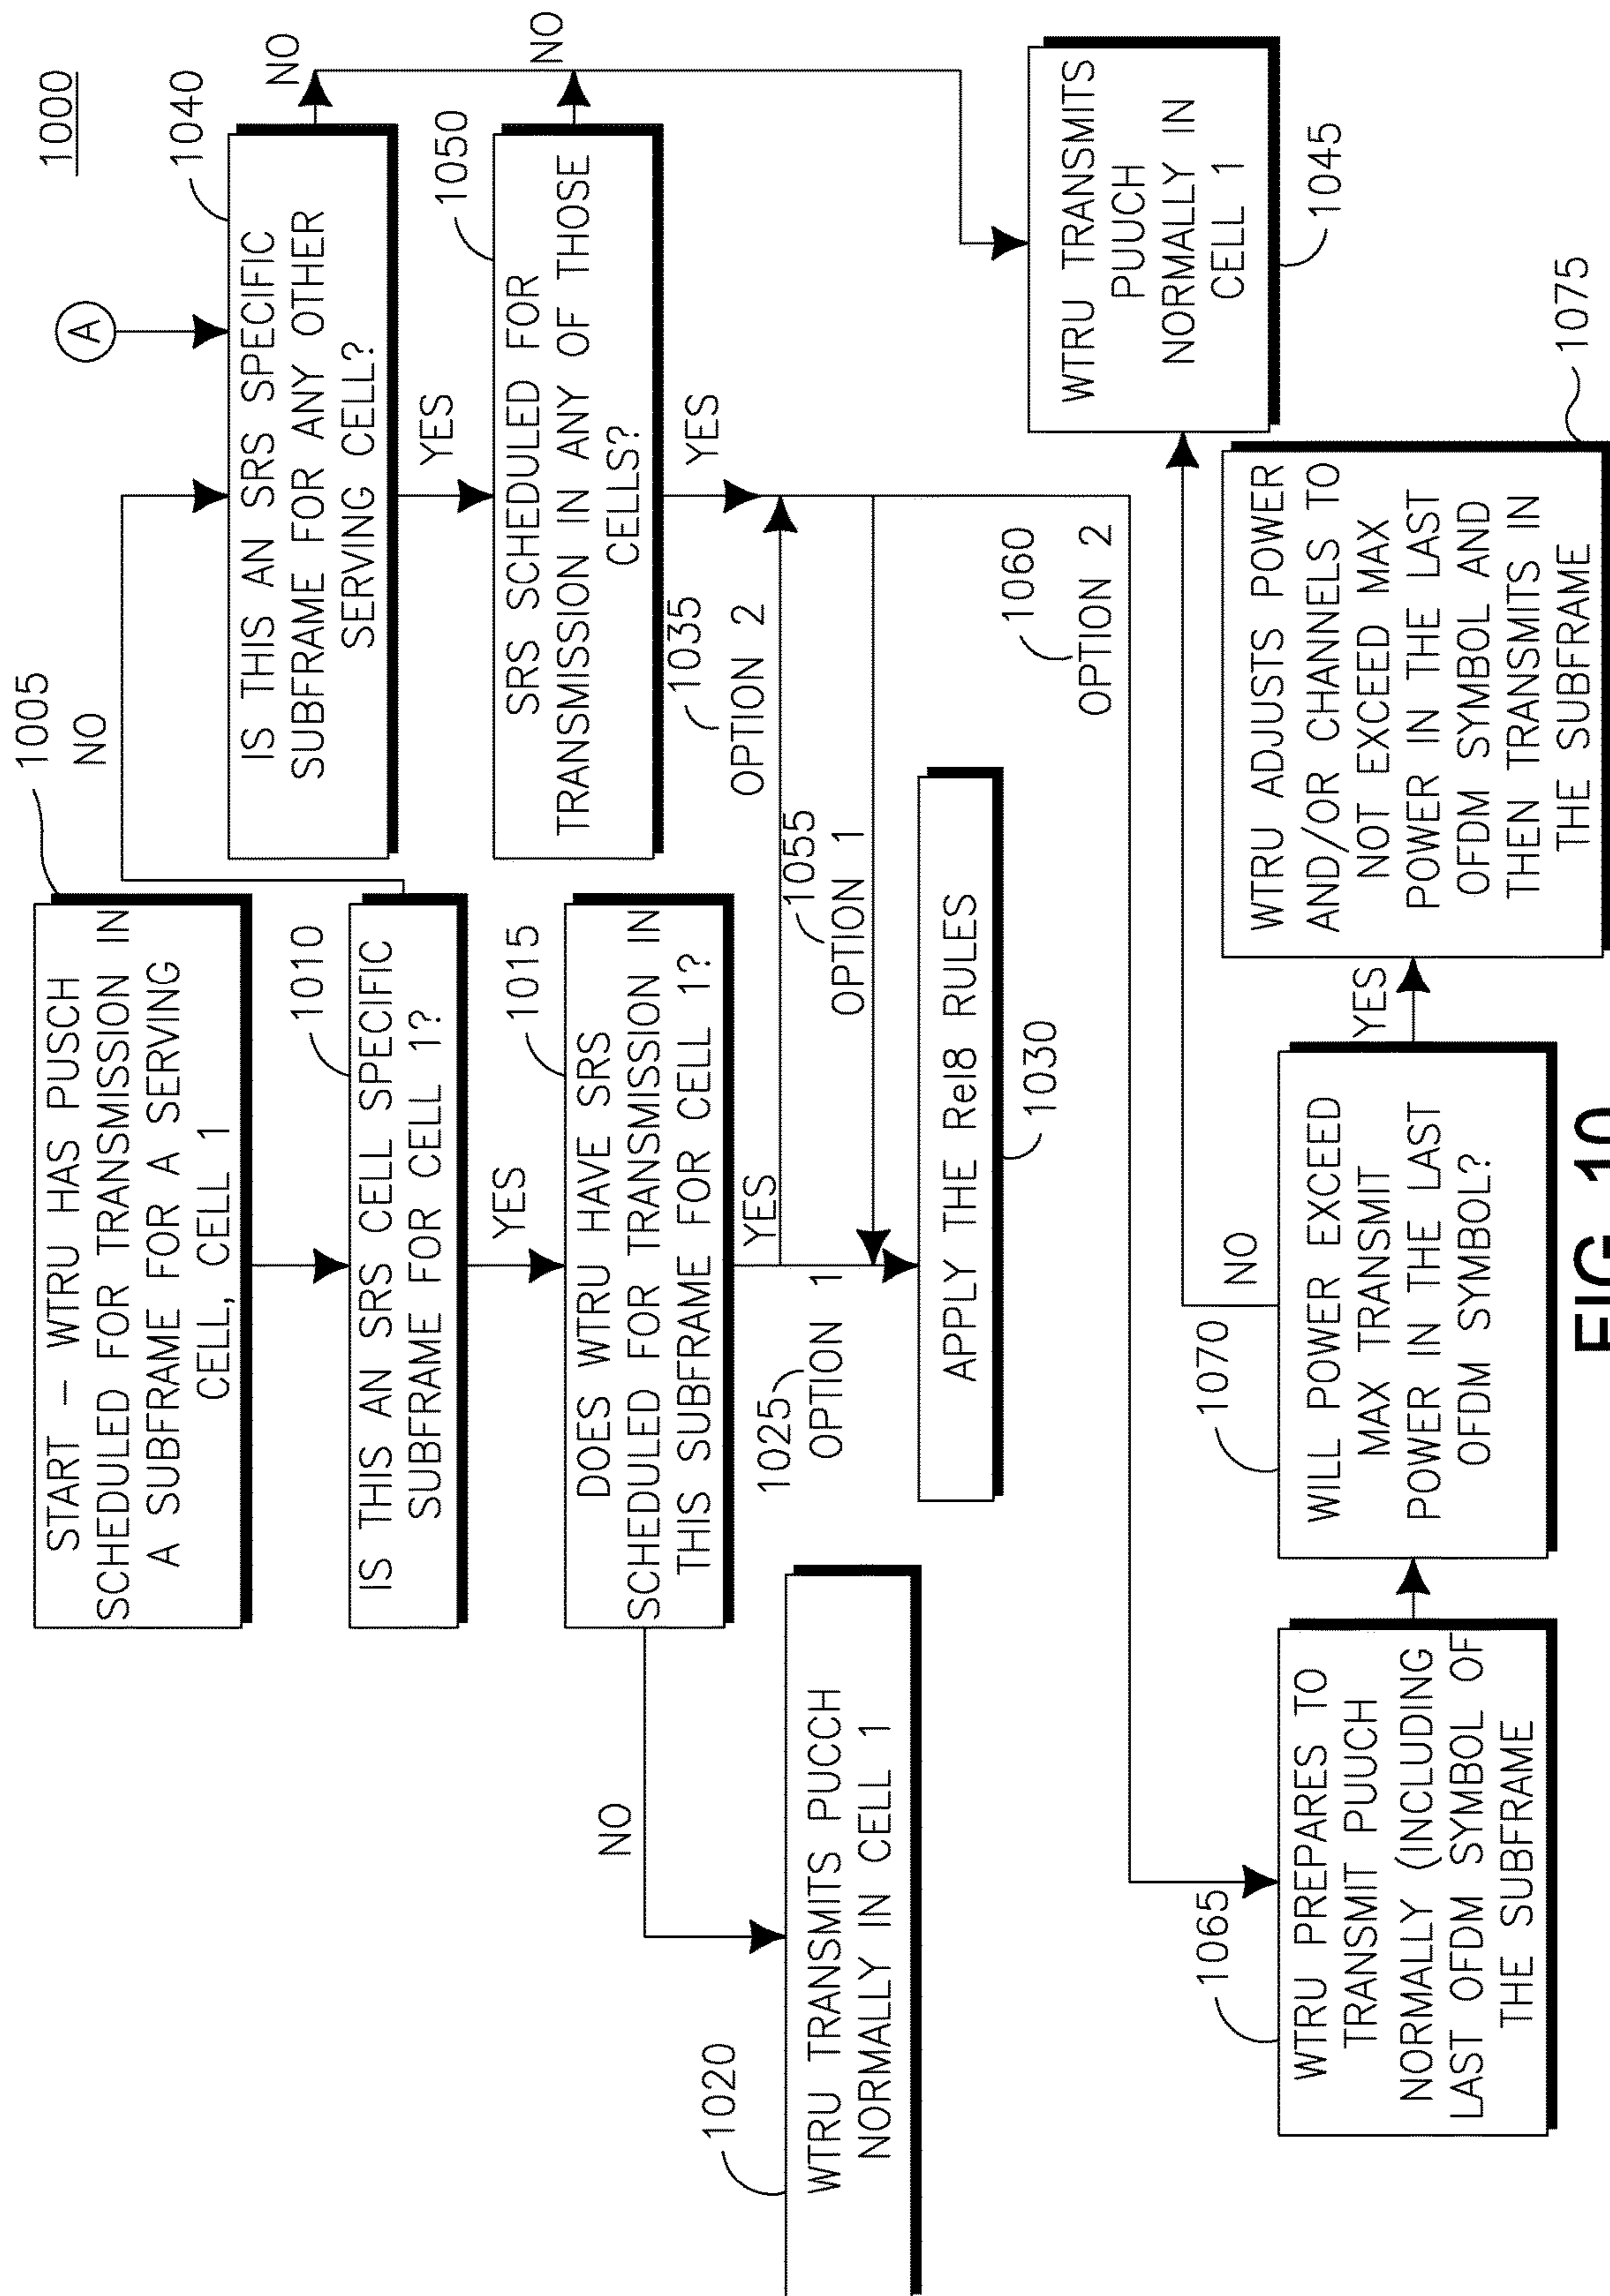 1000
START – WTRU HAS PUSCH
SCHEDULED FOR TRANSMISSION IN
A SUBFRAME FOR A SERVING
CELL, CELL 1
1005
NO
IS THIS AN SRS CELL SPECIFIC
SUBFRAME FOR CELL 1?
1010
YES
DOES WTRU HAVE SRS
SCHEDULED FOR TRANSMISSION IN
THIS SUBFRAME FOR CELL 1?
1015
NO
YES
1020
WTRU TRANSMITS PUCCH
NORMALLY IN CELL 1
1025
OPTION 1
APPLY THE Rel8 RULES
1030
A
IS THIS AN SRS SPECIFIC
SUBFRAME FOR ANY OTHER
SERVING CELL?
1040
NO
YES
SRS SCHEDULED FOR
TRANSMISSION IN ANY OF THOSE
CELLS?
1050
NO
YES
1035
OPTION 2
1055
OPTION 1
1060
OPTION 2
WTRU TRANSMITS
PUUCH
NORMALLY IN
CELL 1
1045
1065
WTRU PREPARES TO
TRANSMIT PUUCH
NORMALLY (INCLUDING
LAST OFDM SYMBOL OF
THE SUBFRAME
1070
WILL POWER EXCEED
MAX TRANSMIT
POWER IN THE LAST
OFDM SYMBOL?
NO
YES
WTRU ADJUSTS POWER
AND/OR CHANNELS TO
NOT EXCEED MAX
POWER IN THE LAST
OFDM SYMBOL AND
THEN TRANSMITS IN
THE SUBFRAME
1075
FIG. 10